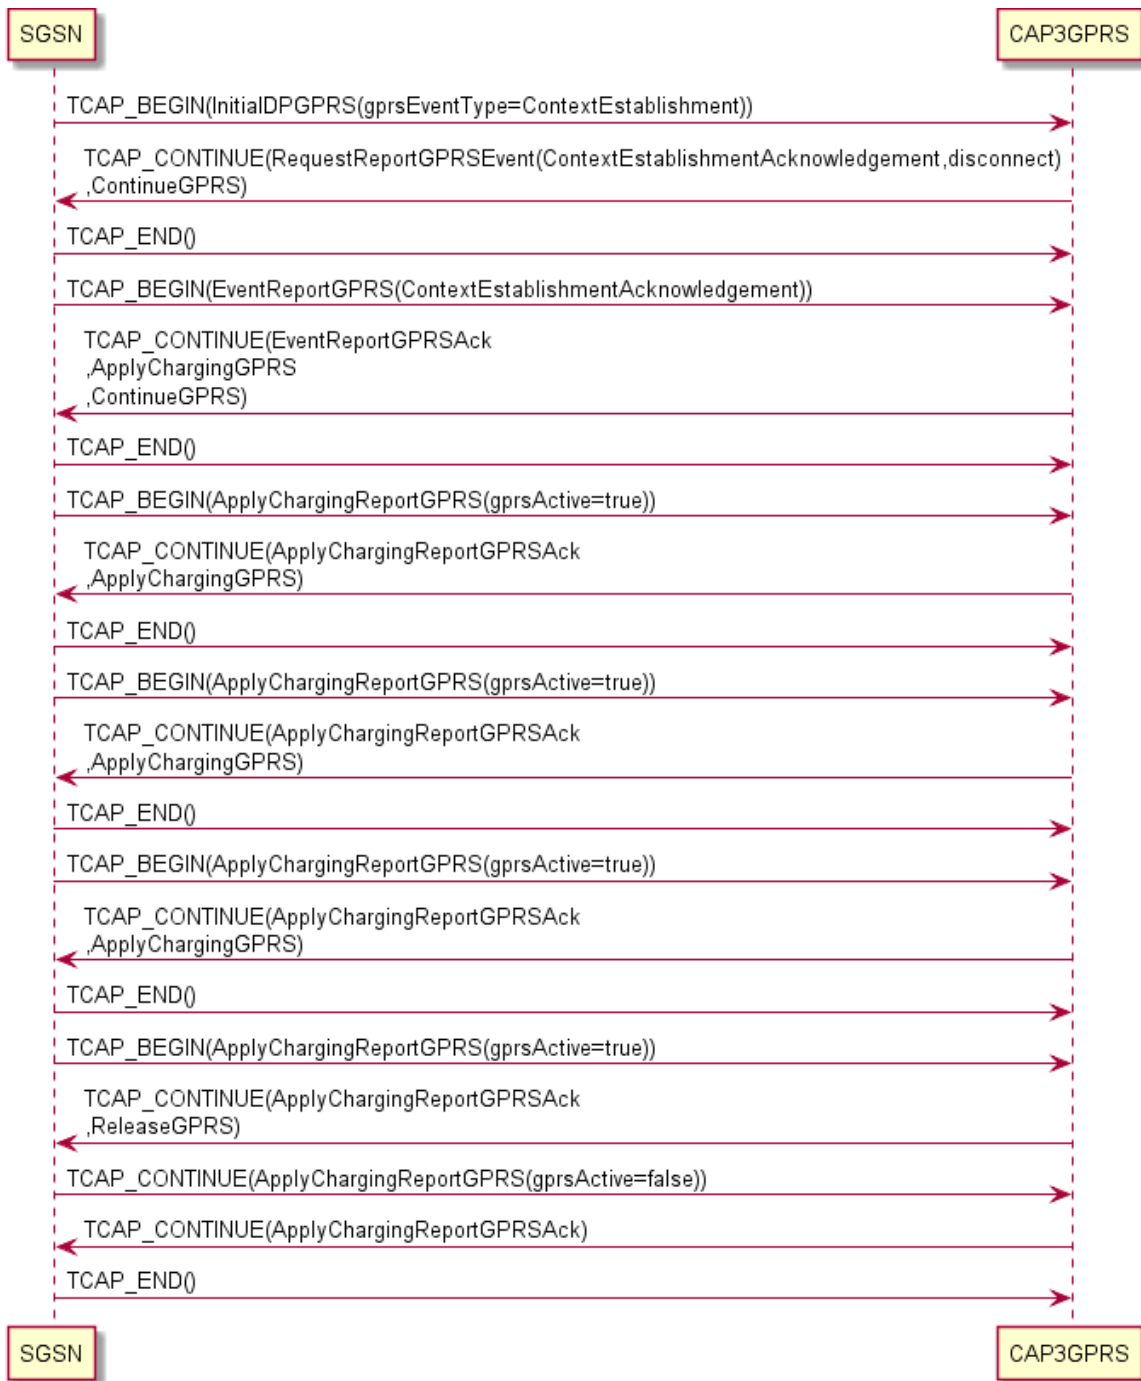 SGSN
CAP3GPRS
TCAP_BEGIN(InitialDPGPRS(gprsEventType=ContextEstablishment))
TCAP_CONTINUE(RequestReportGPRSEvent(ContextEstablishmentAcknowledgement,disconnect)
,ContinueGPRS)
TCAP_END()
TCAP_BEGIN(EventReportGPRS(ContextEstablishmentAcknowledgement))
TCAP_CONTINUE(EventReportGPRSAck
,ApplyChargingGPRS
,ContinueGPRS)
TCAP_END()
TCAP_BEGIN(ApplyChargingReportGPRS(gprsActive=true))
TCAP_CONTINUE(ApplyChargingReportGPRSAck
,ApplyChargingGPRS)
TCAP_END()
TCAP_BEGIN(ApplyChargingReportGPRS(gprsActive=true))
TCAP_CONTINUE(ApplyChargingReportGPRSAck
,ApplyChargingGPRS)
TCAP_END()
TCAP_BEGIN(ApplyChargingReportGPRS(gprsActive=true))
TCAP_CONTINUE(ApplyChargingReportGPRSAck
,ApplyChargingGPRS)
TCAP_END()
TCAP_BEGIN(ApplyChargingReportGPRS(gprsActive=true))
TCAP_CONTINUE(ApplyChargingReportGPRSAck
,ReleaseGPRS)
TCAP_CONTINUE(ApplyChargingReportGPRS(gprsActive=false))
TCAP_CONTINUE(ApplyChargingReportGPRSAck)
TCAP_END()
SGSN
CAP3GPRS